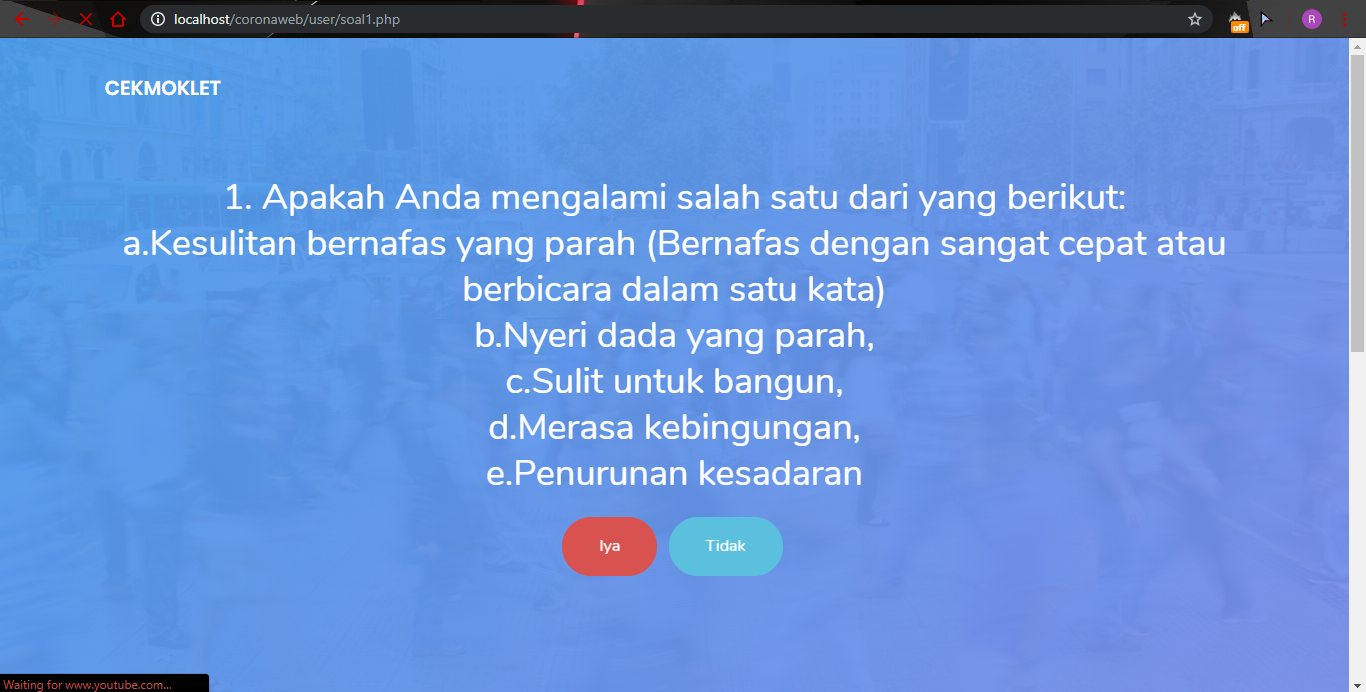 localhost/coronaweb/user/soal1.php
off
R
CEKMOKLET
1. Apakah Anda mengalami salah satu dari yang berikut:
a.Kesulitan bernafas yang parah (Bernafas dengan sangat cepat atau
berbicara dalam satu kata)
b.Nyeri dada yang parah,
c.Sulit untuk bangun,
d.Merasa kebingungan,
e.Penurunan kesadaran
Iya
Tidak
Waiting for www.youtube.com...